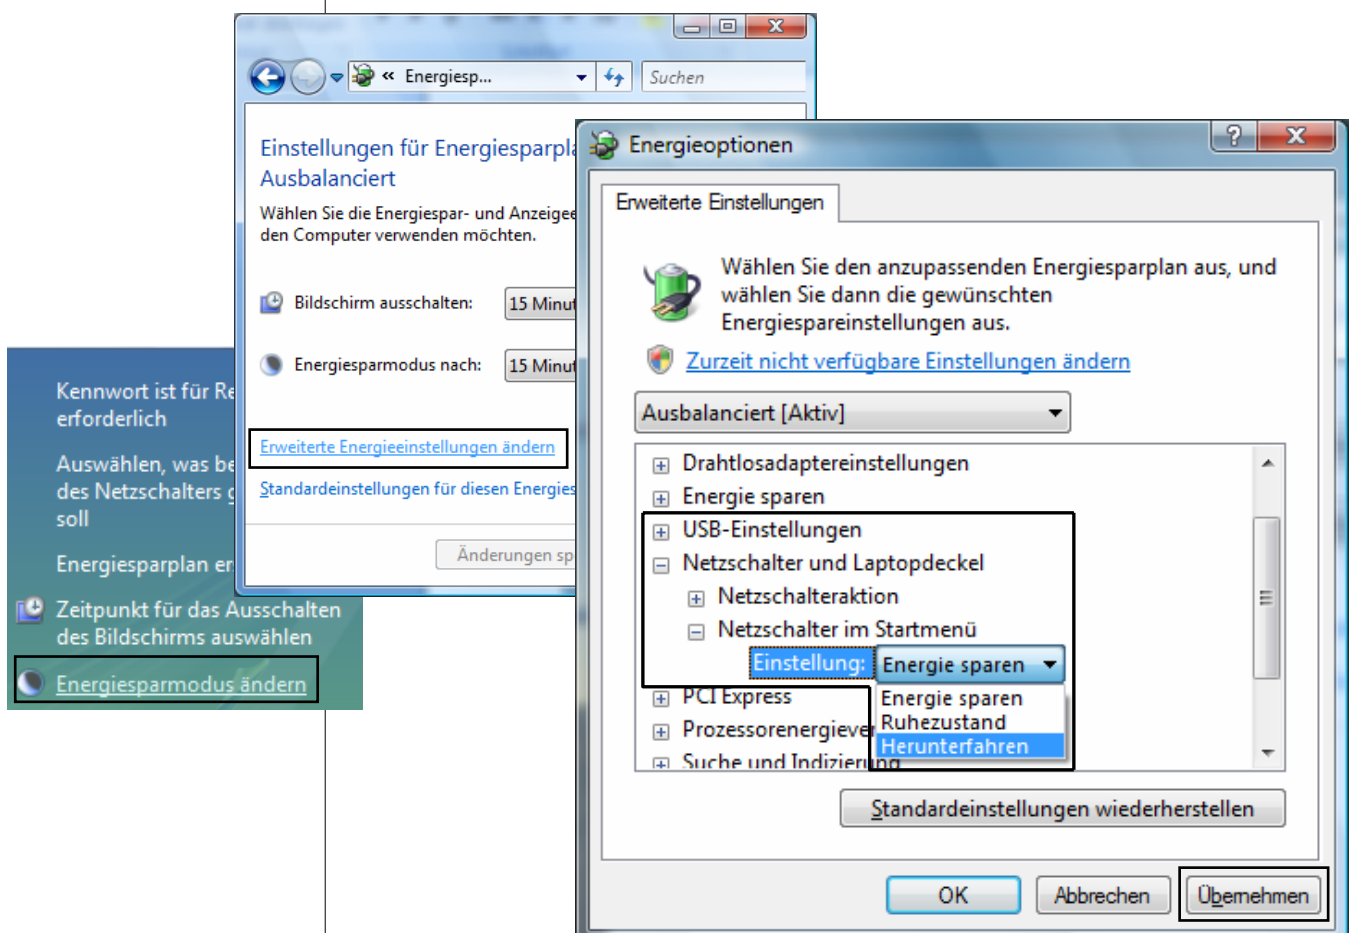 Energiesp...
Suchen
Einstellungen für Energiesparpla
Ausbalanciert
Wählen Sie die Energiespar- und Anzeigee
den Computer verwenden möchten.
Bildschirm ausschalten: 15 Minut
Energiesparmodus nach: 15 Minut
Erweiterte Energieeinstellungen ändern
Standardeinstellungen für diesen Energies
Änderungen sp
Kennwort ist für Re
erforderlich
Auswählen, was be
des Netzschalters g
soll
Energiesparplan er
Zeitpunkt für das Ausschalten
des Bildschirms auswählen
Energiesparmodus ändern
Energieoptionen
Erweiterte Einstellungen
Wählen Sie den anzupassenden Energiesparplan aus, und
wählen Sie dann die gewünschten
Energiespareinstellungen aus.
Zurzeit nicht verfügbare Einstellungen ändern
Ausbalanciert [Aktiv]
Drahtlosadaptereinstellungen
Energie sparen
USB-Einstellungen
Netzschalter und Laptopdeckel
Netzschalteraktion
Netzschalter im Startmenü
Einstellung: Energie sparen
PCI Express
Energie sparen
Ruhezustand
Prozessorenergiever
Herunterfahren
Suche und Indizierung
Standardeinstellungen wiederherstellen
OK
Abbrechen
Übernehmen